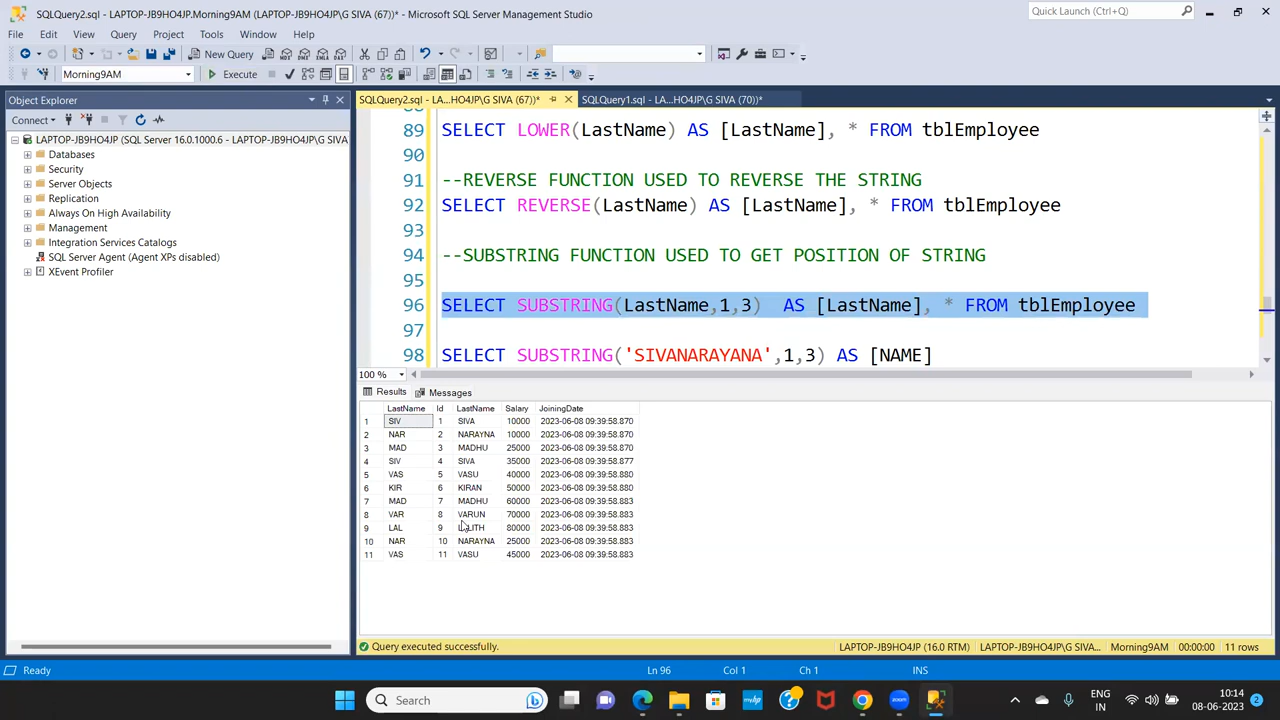 SQLQuery2.sql - LAPTOP-JB9HO4JP.Morning9AM (LAPTOP-JB9HO4JP\G SIVA (67))* - Microsoft SQL Server Management Studio
Quick Launch (Ctrl+Q)
File Edit View Query Project Tools Window Help
New Query
Morning9AM Execute
Object Explorer
SQLQuery2.sql - LA...HO4JP\G SIVA (67))* SQLQuery1.sql - LA...HO4JP\G SIVA (70))*
Connect
LAPTOP-JB9HO4JP (SQL Server 16.0.1000.6 - LAPTOP-JB9HO4JP\G SIVA
Databases
Security
Server Objects
Replication
Always On High Availability
Management
Integration Services Catalogs
SQL Server Agent (Agent XPs disabled)
XEvent Profiler
89 SELECT LOWER(LastName) AS [LastName], * FROM tblEmployee
90
91 --REVERSE FUNCTION USED TO REVERSE THE STRING
92 SELECT REVERSE(LastName) AS [LastName], * FROM tblEmployee
93
94 --SUBSTRING FUNCTION USED TO GET POSITION OF STRING
95
96 SELECT SUBSTRING(LastName,1,3)  AS [LastName], * FROM tblEmployee
97
98 SELECT SUBSTRING('SIVANARAYANA',1,3) AS [NAME]
100 %
Results Messages
LastName Id LastName Salary JoiningDate
1 SIV 1 SIVA 10000 2023-06-08 09:39:58.870
2 NAR 2 NARAYNA 10000 2023-06-08 09:39:58.870
3 MAD 3 MADHU 25000 2023-06-08 09:39:58.870
4 SIV 4 SIVA 35000 2023-06-08 09:39:58.877
5 VAS 5 VASU 40000 2023-06-08 09:39:58.880
6 KIR 6 KIRAN 50000 2023-06-08 09:39:58.880
7 MAD 7 MADHU 60000 2023-06-08 09:39:58.883
8 VAR 8 VARUN 70000 2023-06-08 09:39:58.883
9 LAL 9 LALITH 80000 2023-06-08 09:39:58.883
10 NAR 10 NARAYNA 25000 2023-06-08 09:39:58.883
11 VAS 11 VASU 45000 2023-06-08 09:39:58.883
Query executed successfully. LAPTOP-JB9HO4JP (16.0 RTM) LAPTOP-JB9HO4JP\G SIVA... Morning9AM 00:00:00 11 rows
Ready Ln 96 Col 1 Ch 1 INS
Search
ENG
IN
10:14
08-06-2023
2